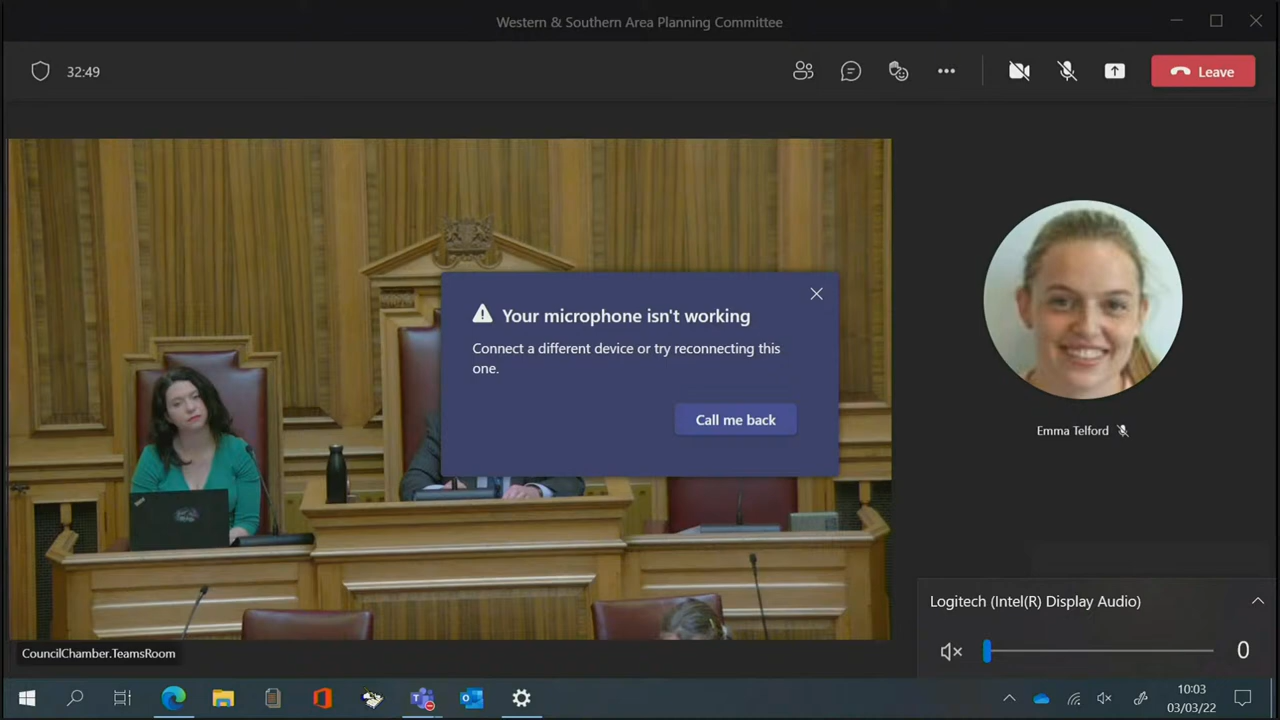 Western & Southern Area Planning Committee
32:49
Leave
Your microphone isn't working
Connect a different device or try reconnecting this
one.
Call me back
Emma Telford
Logitech (Intel(R) Display Audio)
0
CouncilChamber.TeamsRoom
10:03
03/03/22